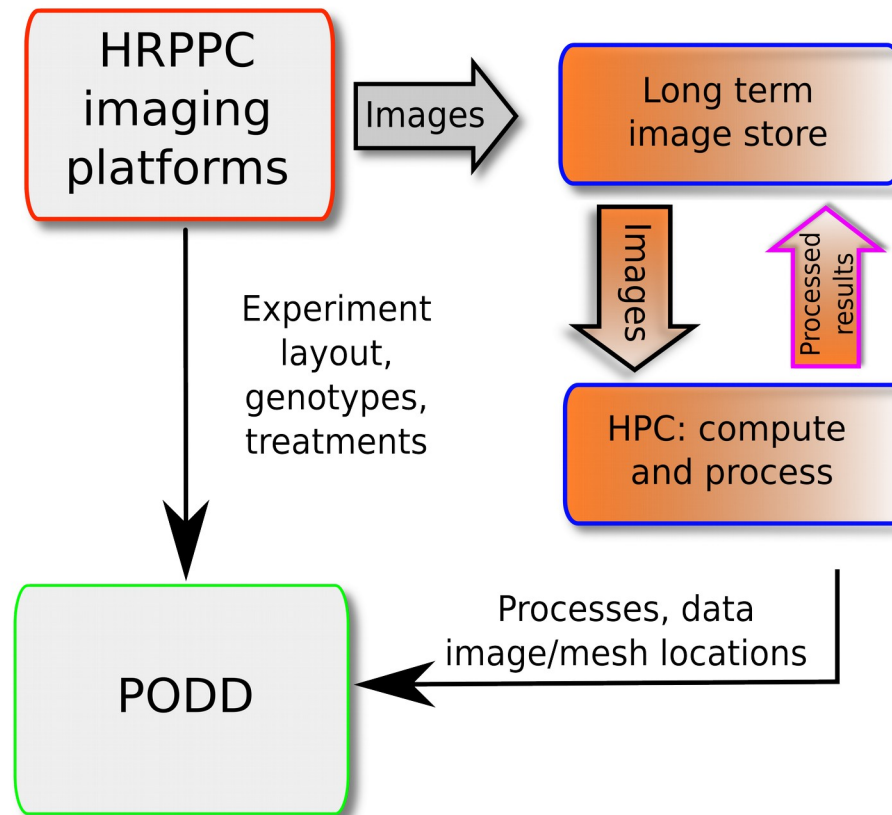 HRPPC
imaging
platforms
Images
Long term
image store
Images
Processed
results
Experiment
layout,
genotypes,
treatments
HPC: compute
and process
Processes, data
image/mesh locations
PODD